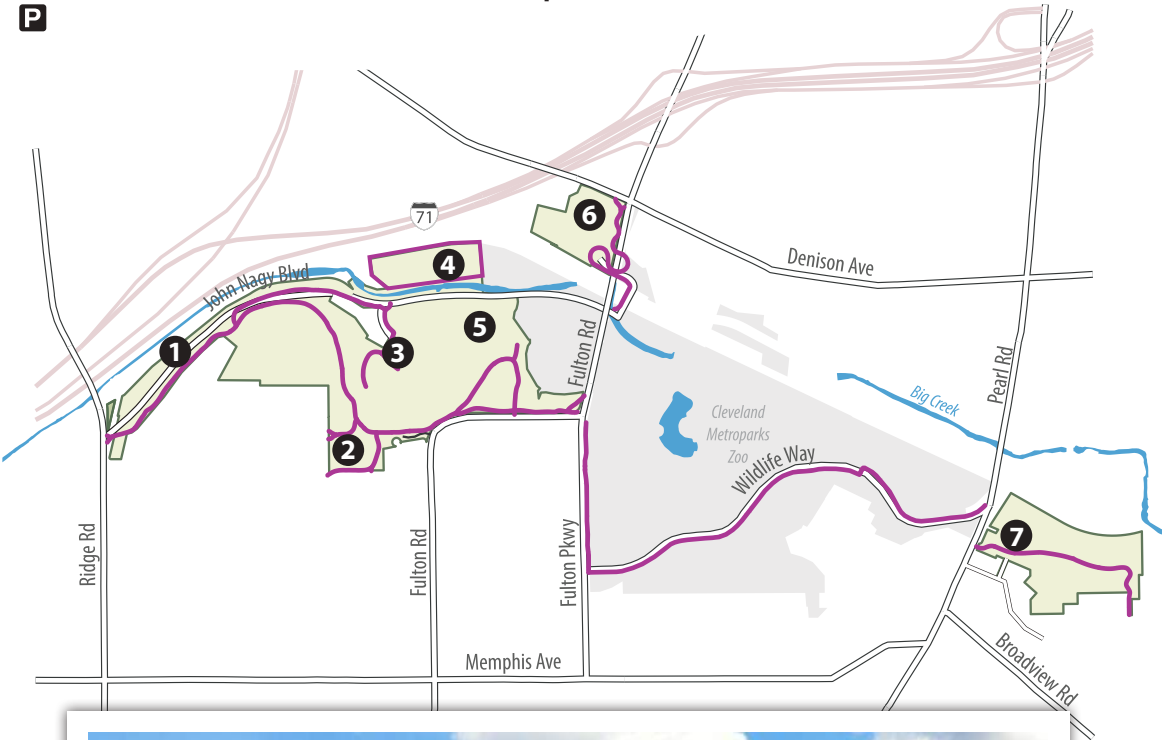 P
71
6
4
Denison Ave
John Nagy Blvd
5
1
3
Fulton Rd
Pearl Rd
Big Creek
Cleveland
Metroparks
Zoo
2
Wildlife Way
7
Ridge Rd
Fulton Rd
Fulton Pkwy
Memphis Ave
Broadview Rd